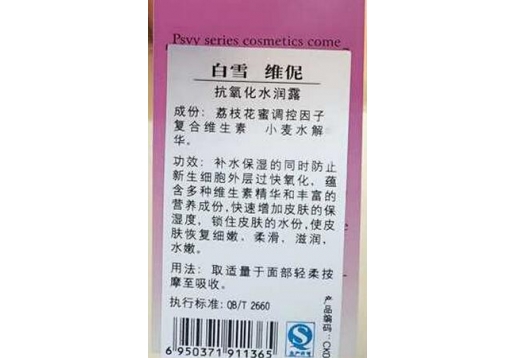 Psvy series cosmetics come
白雪 维伲
抗氧化水润露
成份：荔枝花蜜调控因子
复合维生素 小麦水解
华。
功效：补水保湿的同时防止
新生细胞外层过快氧化，蕴
含多种维生素精华和丰富的
营养成份,快速增加皮肤的保
湿度，锁住皮肤的水份,使皮
肤恢复细嫩、柔滑，滋润，
水嫩。
用法：取适量于面部轻柔按
摩至吸收。
执行标准:QB/T 2660
6 950371 911365
质量安全
产品编码：CX0